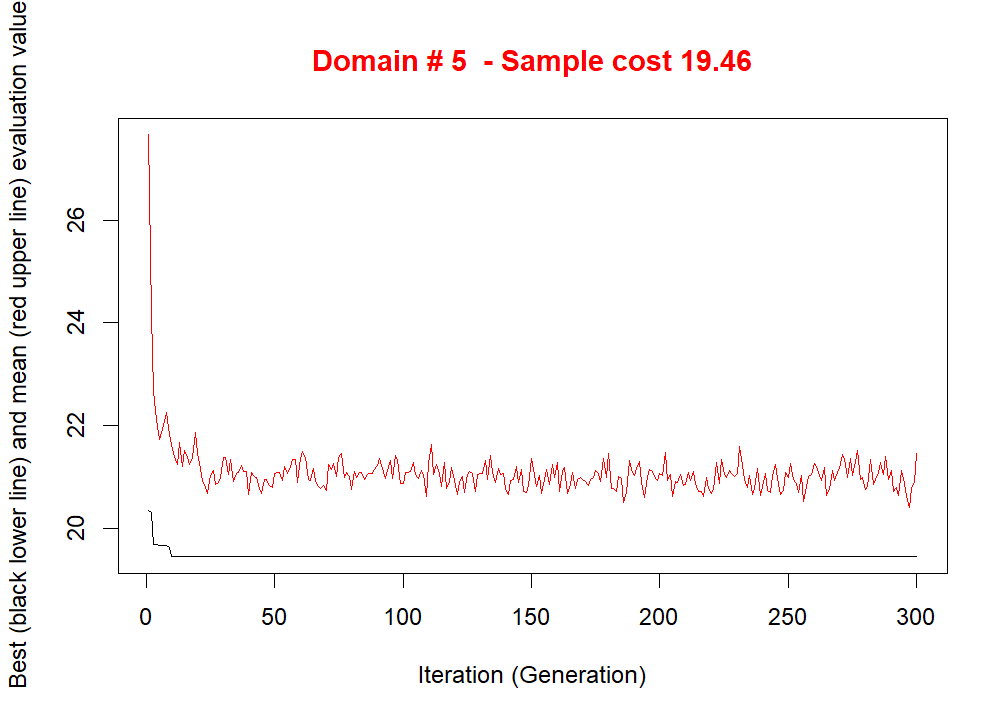 Domain # 5  - Sample cost 19.46
Best (black lower line) and mean (red upper line) evaluation value
26
24
22
20
0 50 100 150 200 250 300
Iteration (Generation)